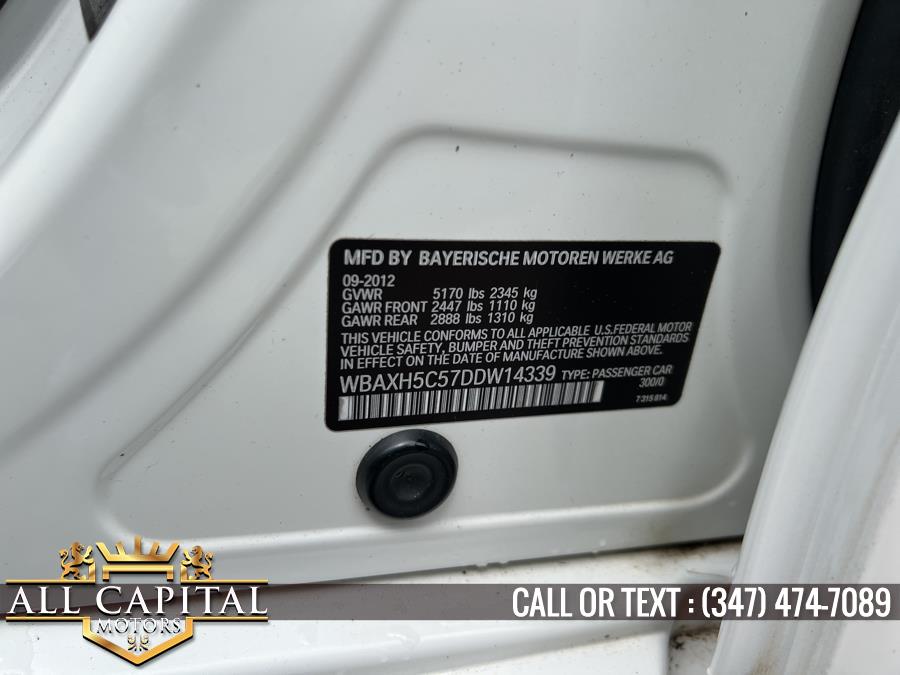 MFD BY BAYERISCHE MOTOREN WERKE AG
09-2012
GVWR 5170 lbs 2345 kg
GAWR FRONT 2447 lbs 1110 kg
GAWR REAR 2888 lbs 1310 kg
THIS VEHICLE CONFORMS TO ALL APPLICABLE U.S.FEDERAL MOTOR
VEHICLE SAFETY, BUMPER AND THEFT PREVENTION STANDARDS
IN EFFECT ON THE DATE OF MANUFACTURE SHOWN ABOVE.
WBAXH5C57DDW14339 TYPE: PASSENGER CAR
300/0
7 315 814
ALL CAPITAL
MOTORS
CALL OR TEXT : (347) 474-7089